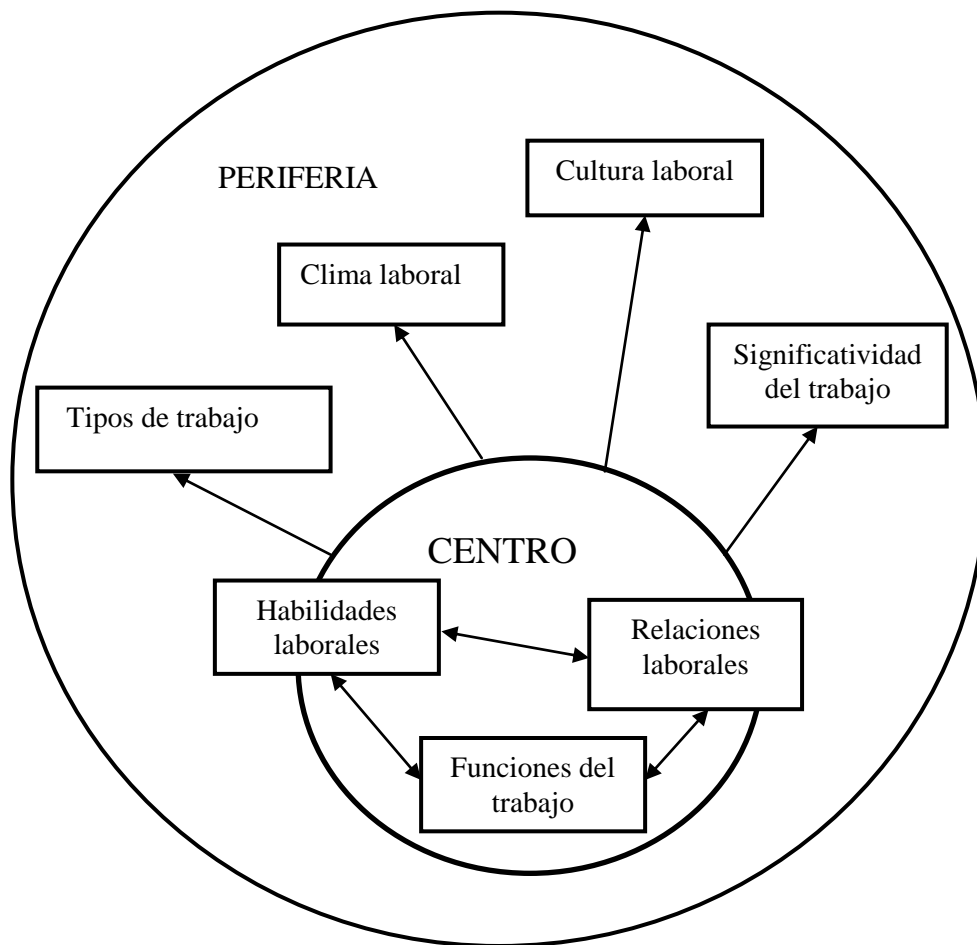 Cultura laboral
PERIFERIA
Clima laboral
Significatividad
del trabajo
Tipos de trabajo
CENTRO
Habilidades
laborales
Relaciones
laborales
Funciones del
trabajo